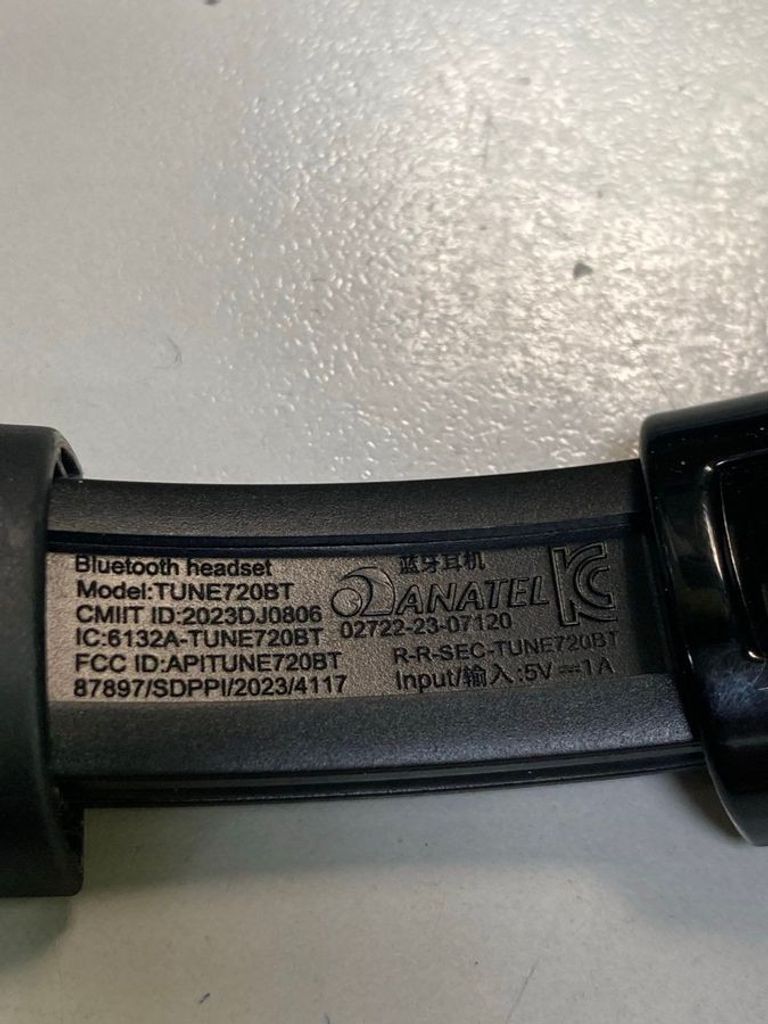 Bluetooth headset
Model:TUNE720BT
CMIIT ID:2023DJ0806
IC:6132A-TUNE720BT
FCC ID:APITUNE720BT
87897/SDPPI/2023/4117
蓝牙耳机
ANATEL
02722-23-07120
R-R-SEC-TUNE720BT
Input/输入:5V⎓1A